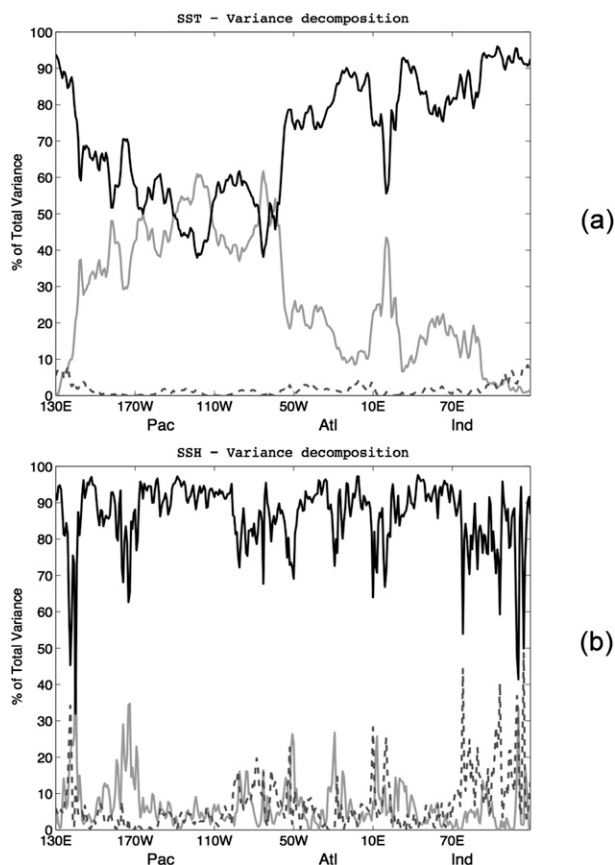 SST - Variance decomposition
100
90
80
70
60
50
40
30
20
10
0
% of Total Variance
130E 170W 110W 50W 10E 70E
Pac Atl Ind
(a)
SSH - Variance decomposition
100
90
80
70
60
50
40
30
20
10
0
% of Total Variance
130E 170W 110W 50W 10E 70E
Pac Atl Ind
(b)